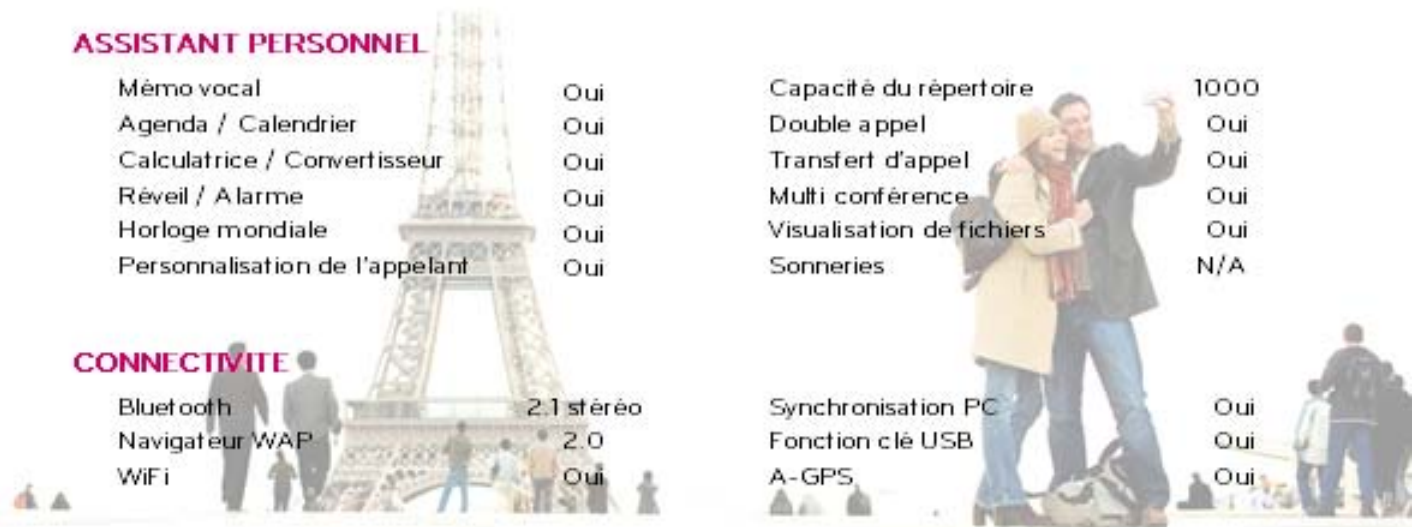 ASSISTANT PERSONNEL
Mémo vocal Oui
Agenda / Calendrier Oui
Calculatrice / Convertisseur Oui
Réveil / Alarme Oui
Horloge mondiale Oui
Personnalisation de l'appelant Oui
Capacité du répertoire 1000
Double appel Oui
Transfert d'appel Oui
Multi conférence Oui
Visualisation de fichiers Oui
Sonneries N/A
CONNECTIVITE
Bluetooth 2.1 stéréo
Navigateur WAP 2.0
WiFi Oui
Synchronisation PC Oui
Fonction clé USB Oui
A-GPS Oui